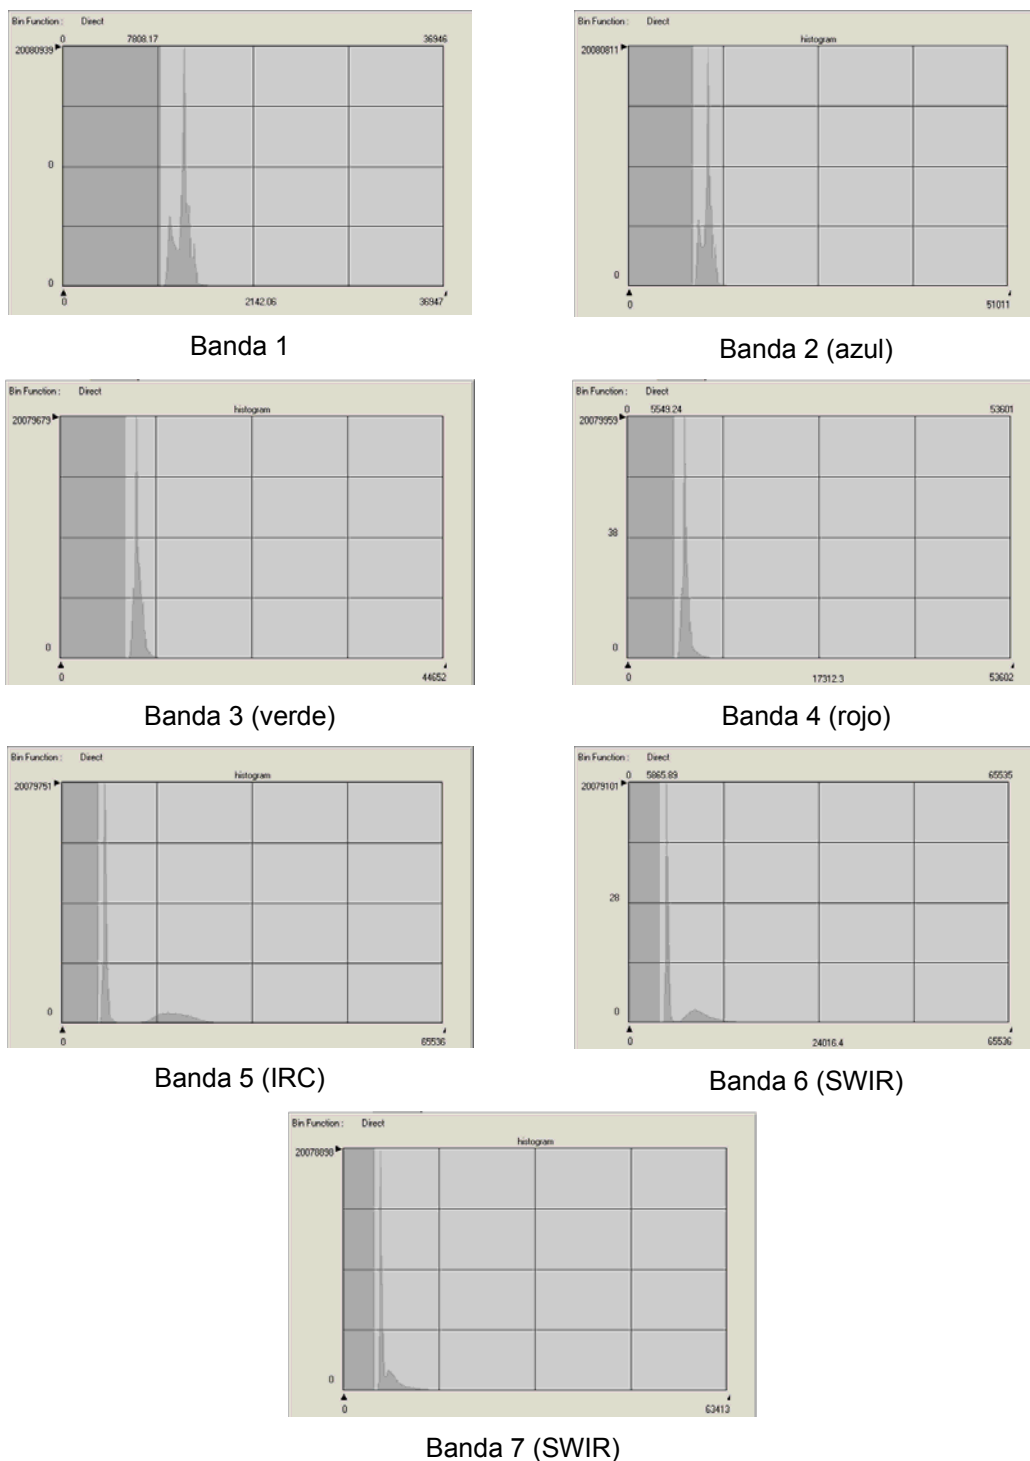 Bin Function : Direct
0 7808.17 36946
20080939
0
0
0 2142.06 36947
Banda 1
Bin Function : Direct
histogram
20080811
0
0 51011
Banda 2 (azul)
Bin Function : Direct
histogram
20079679
0
0 44652
Banda 3 (verde)
Bin Function : Direct
0 5549.24 53601
20079959
38
0
0 17312.3 53602
Banda 4 (rojo)
Bin Function : Direct
histogram
20079751
0
0 65536
Banda 5 (IRC)
Bin Function : Direct
0 5865.89 65535
20079101
28
0
0 24016.4 65536
Banda 6 (SWIR)
Bin Function : Direct
histogram
20078898
0
0 63413
Banda 7 (SWIR)